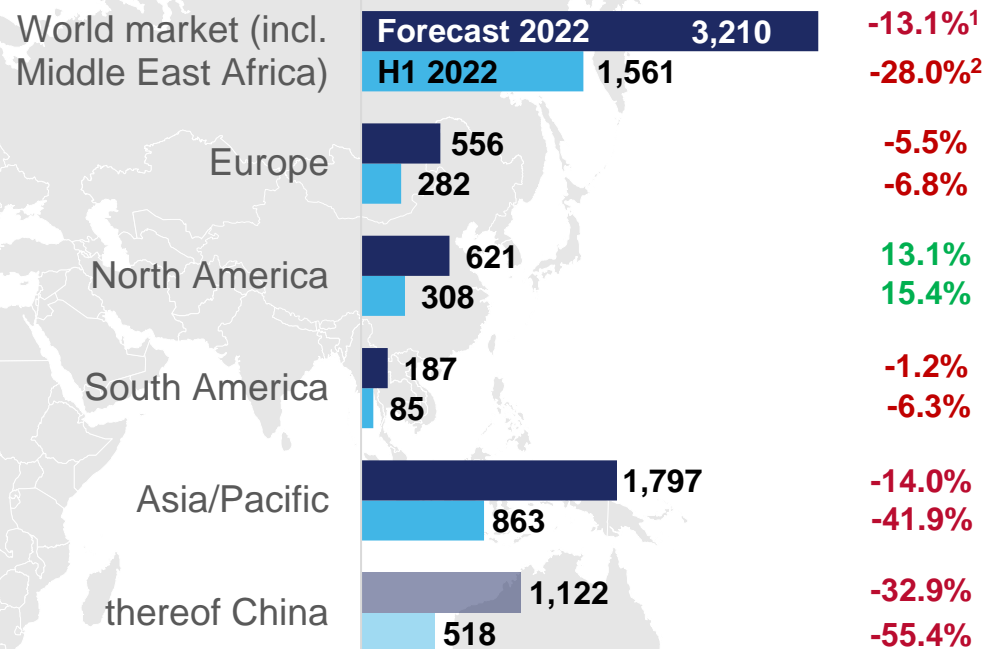 World market (incl. Forecast 2022 3,210 -13.1%¹
Middle East Africa) H1 2022 1,561 -28.0%²
556 -5.5%
Europe
282 -6.8%
621 13.1%
North America
308 15.4%
187 -1.2%
South America
85 -6.3%
1,797 -14.0%
Asia/Pacific
863 -41.9%
1,122 -32.9%
thereof China
518 -55.4%